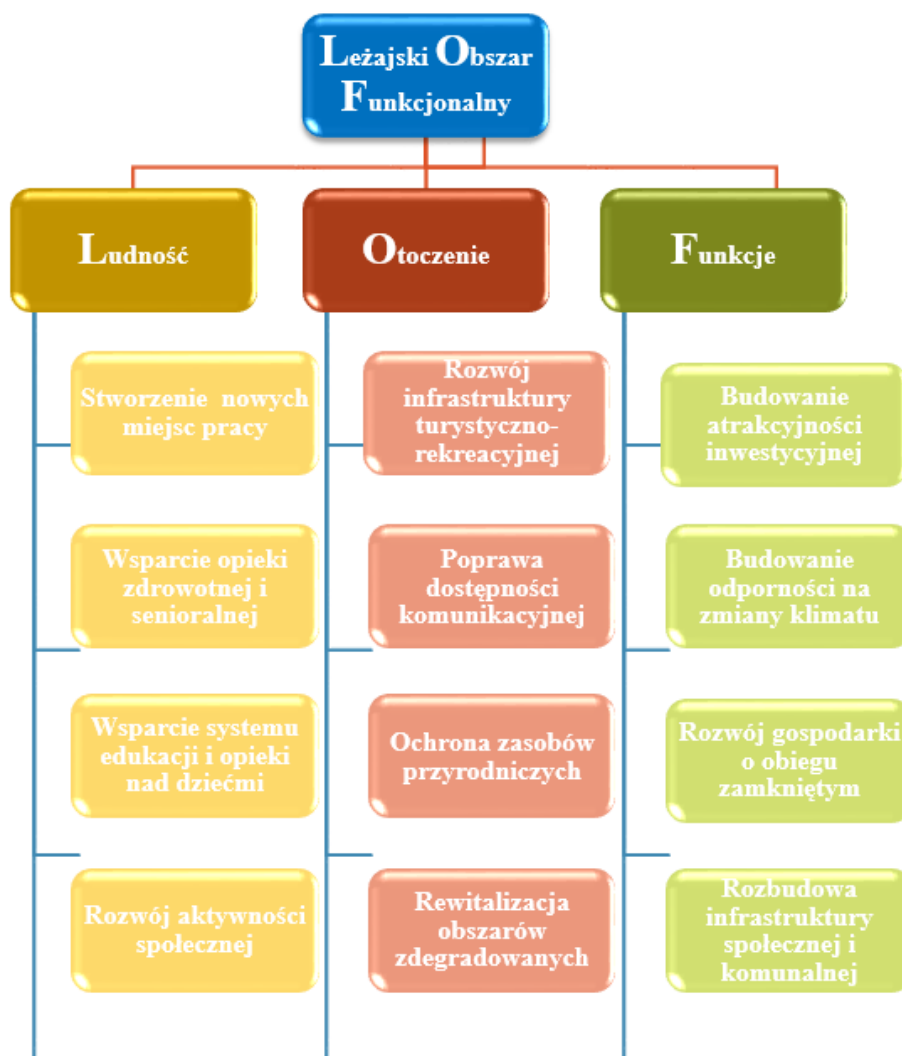 Leżajski Obszar
Funkcjonalny
Ludność
Otoczenie
Funkcje
Stworzenie nowych
miejsc pracy
Wsparcie opieki
zdrowotnej i
senioralnej
Wsparcie systemu
edukacji i opieki
nad dziećmi
Rozwój aktywności
społecznej
Rozwój
infrastruktury
turystyczno-
rekreacyjnej
Poprawa
dostępności
komunikacyjnej
Ochrona zasobów
przyrodniczych
Rewitalizacja
obszarów
zdegradowanych
Budowanie
atrakcyjności
inwestycyjnej
Budowanie
odporności na
zmiany klimatu
Rozwój gospodarki
o obiegu
zamkniętym
Rozbudowa
infrastruktury
społecznej i
komunalnej